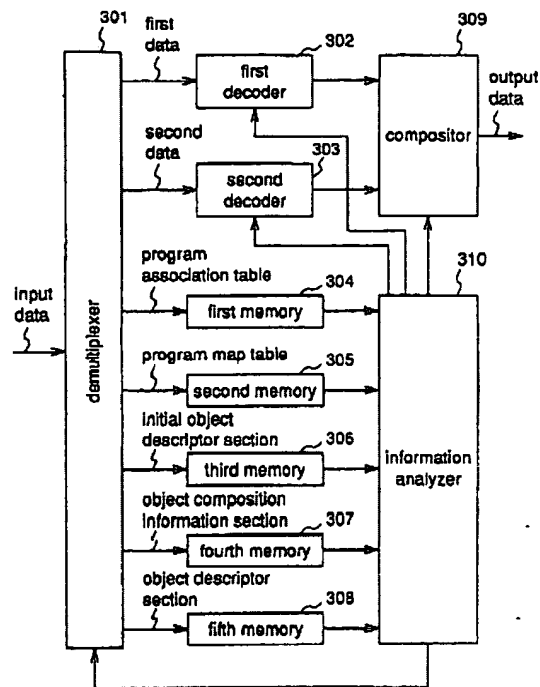 301
first
data
302
309
first
decoder
output
data
compositor
second
data
303
second
decoder
310
program
association table
304
input
data
first memory
demultiplexer
program map table
305
second memory
initial object
descriptor section
306
third memory
information
analyzer
object composition
information section
307
fourth memory
object descriptor
section
308
fifth memory